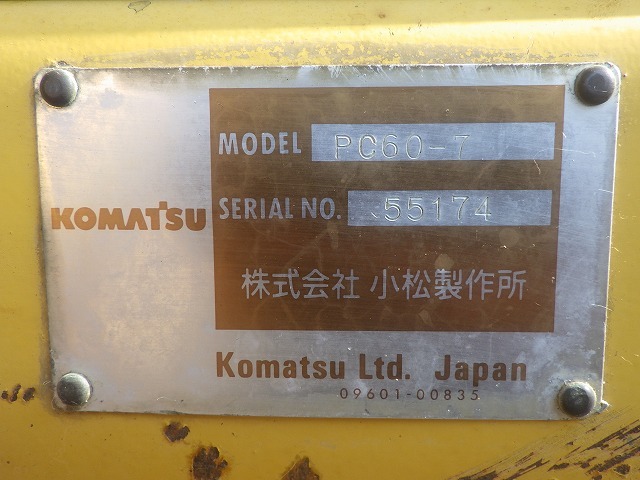 MODEL PC60-7
KOMATSU
SERIAL NO. 55174
株式会社 小松製作所
Komatsu Ltd. Japan
09601-00835